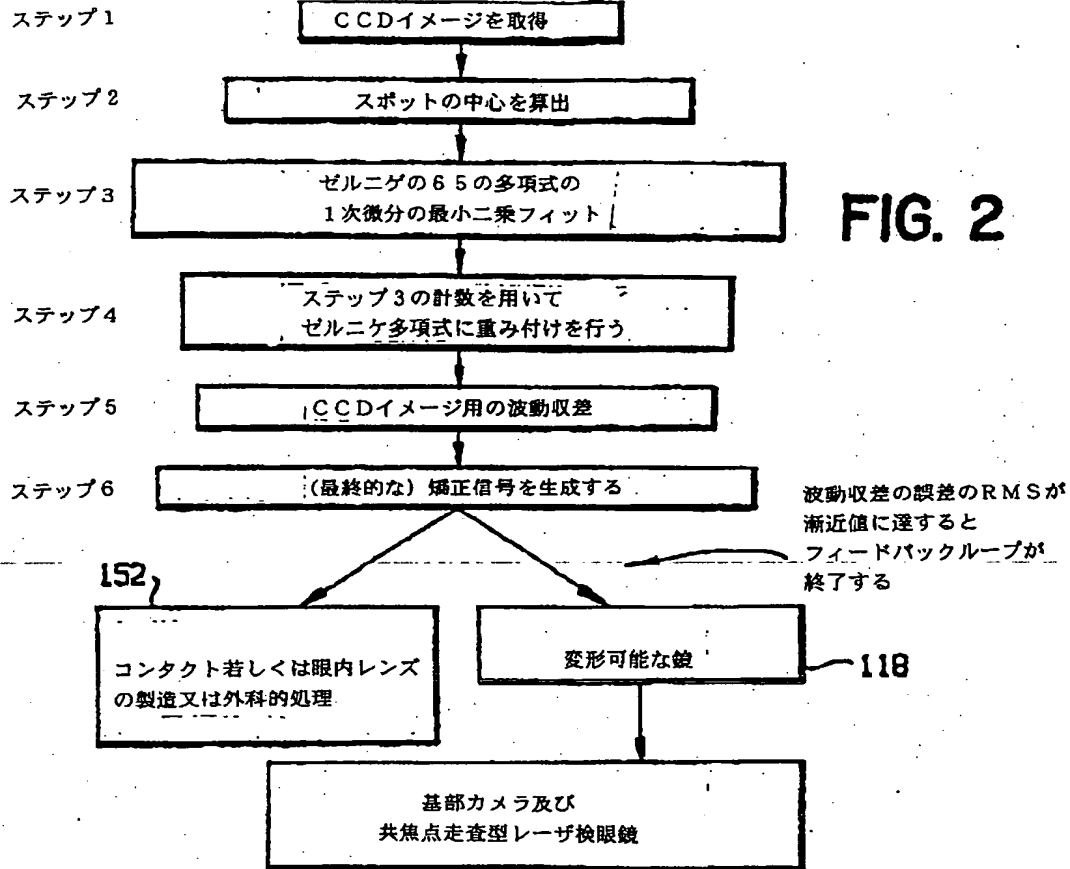 ステップ1
CCDイメージを取得
ステップ2
スポットの中心を算出
ステップ3
ゼルニゲの65の多項式の
1次微分の最小二乗フィット
FIG. 2
ステップ4
ステップ3の計数を用いて
ゼルニケ多項式に重み付けを行う
ステップ5
CCDイメージ用の波動収差
ステップ6
(最終的な) 矯正信号を生成する
波動収差の誤差のRMSが
漸近値に達すると
フィードバックループが
終了する
152
コンタクト若しくは眼内レンズ
の製造又は外科的処理
変形可能な鏡
118
基部カメラ及び
共焦点走査型レーザ検眼鏡